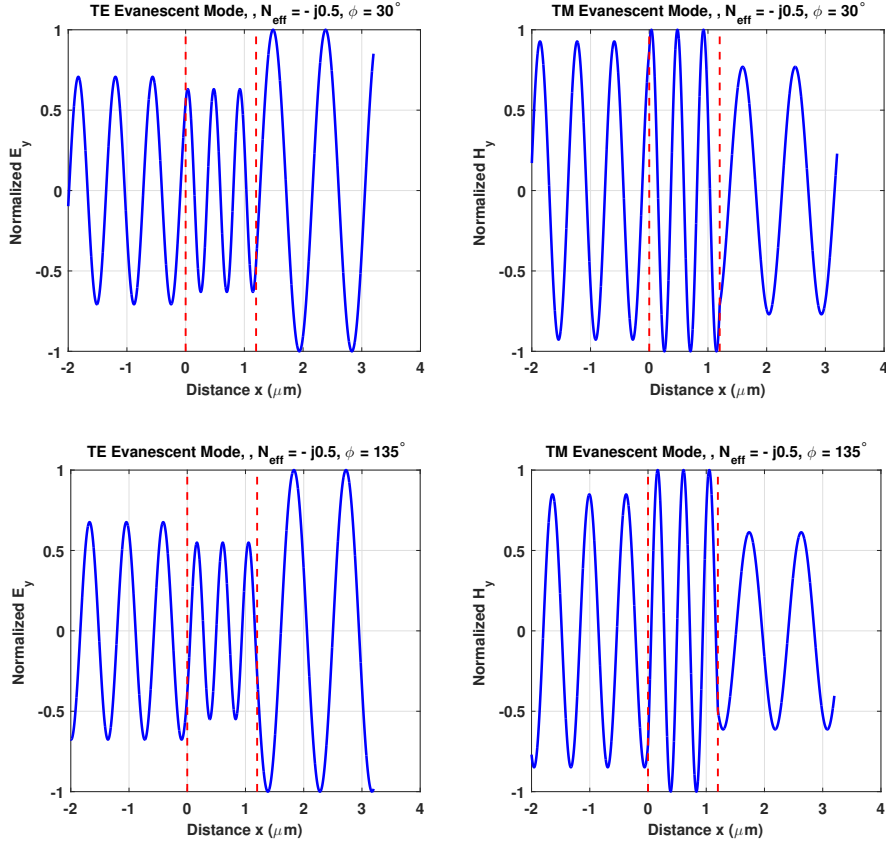 TE Evanescent Mode, , N_eff = - j0.5, ϕ = 30°
1
0.5
0
-0.5
-1
Normalized E_y
-2 -1 0 1 2 3 4
Distance x (μm)
TM Evanescent Mode, , N_eff = - j0.5, ϕ = 30°
1
0.5
0
-0.5
-1
Normalized H_y
-2 -1 0 1 2 3 4
Distance x (μm)
TE Evanescent Mode, , N_eff = - j0.5, ϕ = 135°
1
0.5
0
-0.5
-1
Normalized E_y
-2 -1 0 1 2 3 4
Distance x (μm)
TM Evanescent Mode, , N_eff = - j0.5, ϕ = 135°
1
0.5
0
-0.5
-1
Normalized H_y
-2 -1 0 1 2 3 4
Distance x (μm)